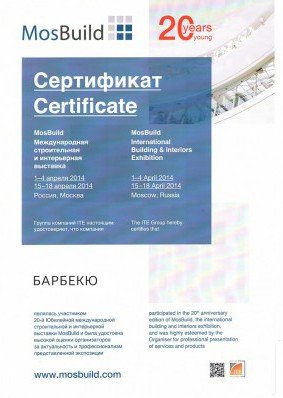 MosBuild
20 years
young
Сертификат
Certificate
MosBuild
Международная
строительная
и интерьерная
выставка
1–4 апреля 2014
15–18 апреля 2014
Россия, Москва
Группа компаний ITE настоящим
удостоверяет, что компания
MosBuild
International
Building & Interiors
Exhibition
1–4 April 2014
15–18 April 2014
Moscow, Russia
The ITE Group hereby
certifies that
БАРБЕКЮ
являлась участником
20-й Юбилейной международной
строительной и интерьерной
выставки MosBuild и была удостоена
высокой оценки организаторов
за актуальность и профессионализм
представленной экспозиции
participated in the 20th anniversary
edition of MosBuild, the international
building and interiors exhibition,
and was highly esteemed by the
Organiser for professional presentation
of services and products
www.mosbuild.com